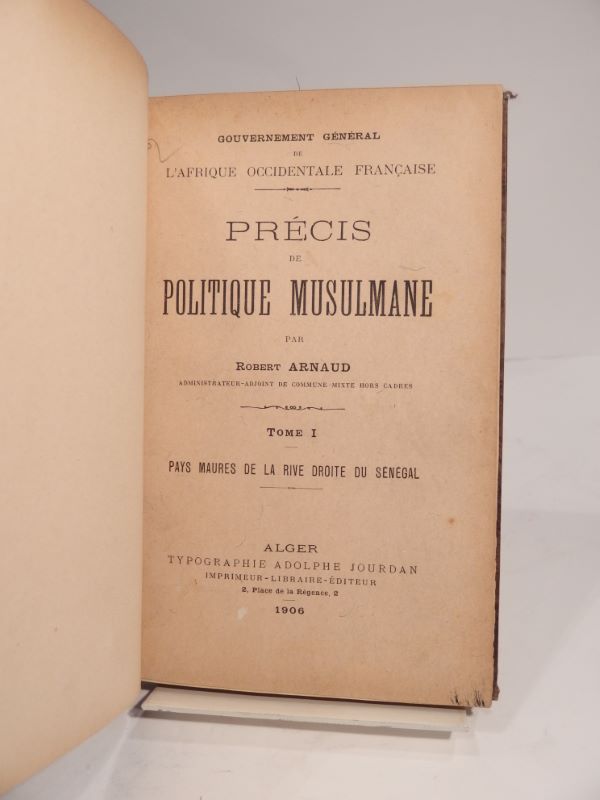 GOUVERNEMENT GÉNÉRAL
DE
L'AFRIQUE OCCIDENTALE FRANÇAISE
PRÉCIS
DE
POLITIQUE MUSULMANE
PAR
ROBERT ARNAUD
ADMINISTRATEUR-ADJOINT DE COMMUNE MIXTE HORS CADRES
TOME I
PAYS MAURES DE LA RIVE DROITE DU SÉNÉGAL
ALGER
TYPOGRAPHIE ADOLPHE JOURDAN
IMPRIMEUR-LIBRAIRE-ÉDITEUR
2, Place de la Régence, 2
1906